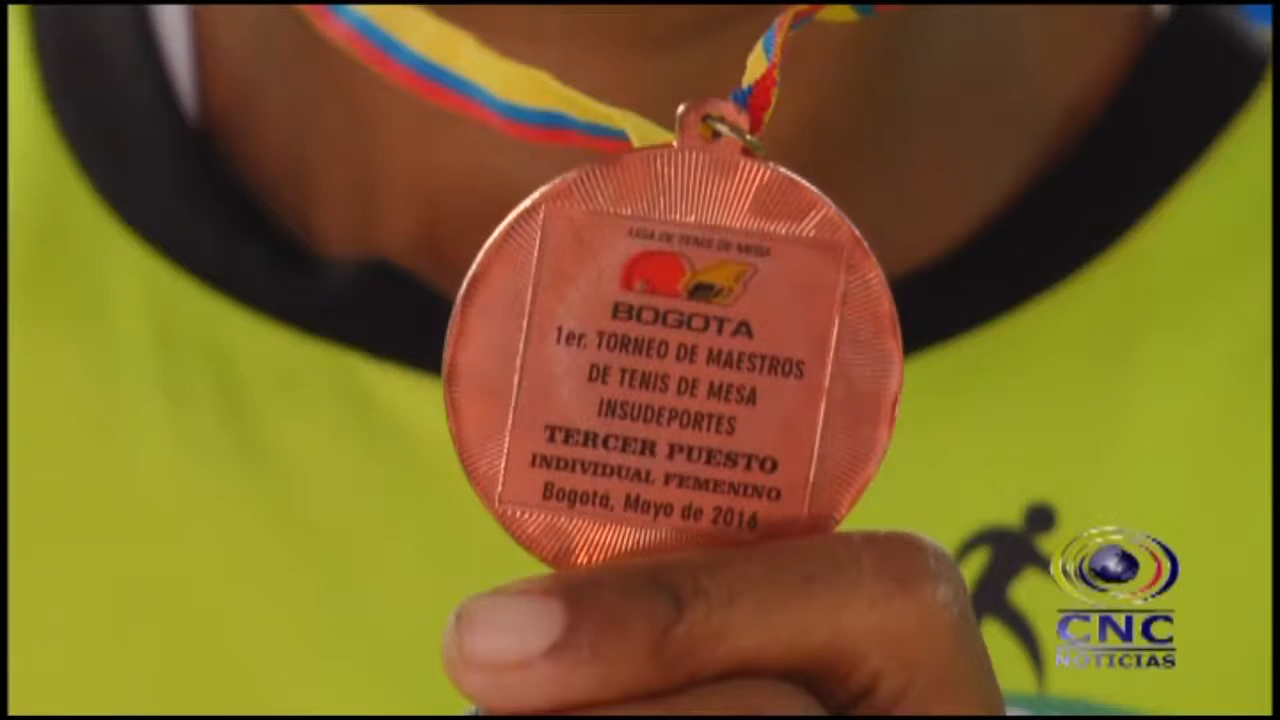 LIGA DE TENIS DE MESA
BOGOTA
1er. TORNEO DE MAESTROS
DE TENIS DE MESA
INSUDEPORTES
TERCER PUESTO
INDIVIDUAL FEMENINO
Bogotá, Mayo de 2016
CNC
NOTICIAS